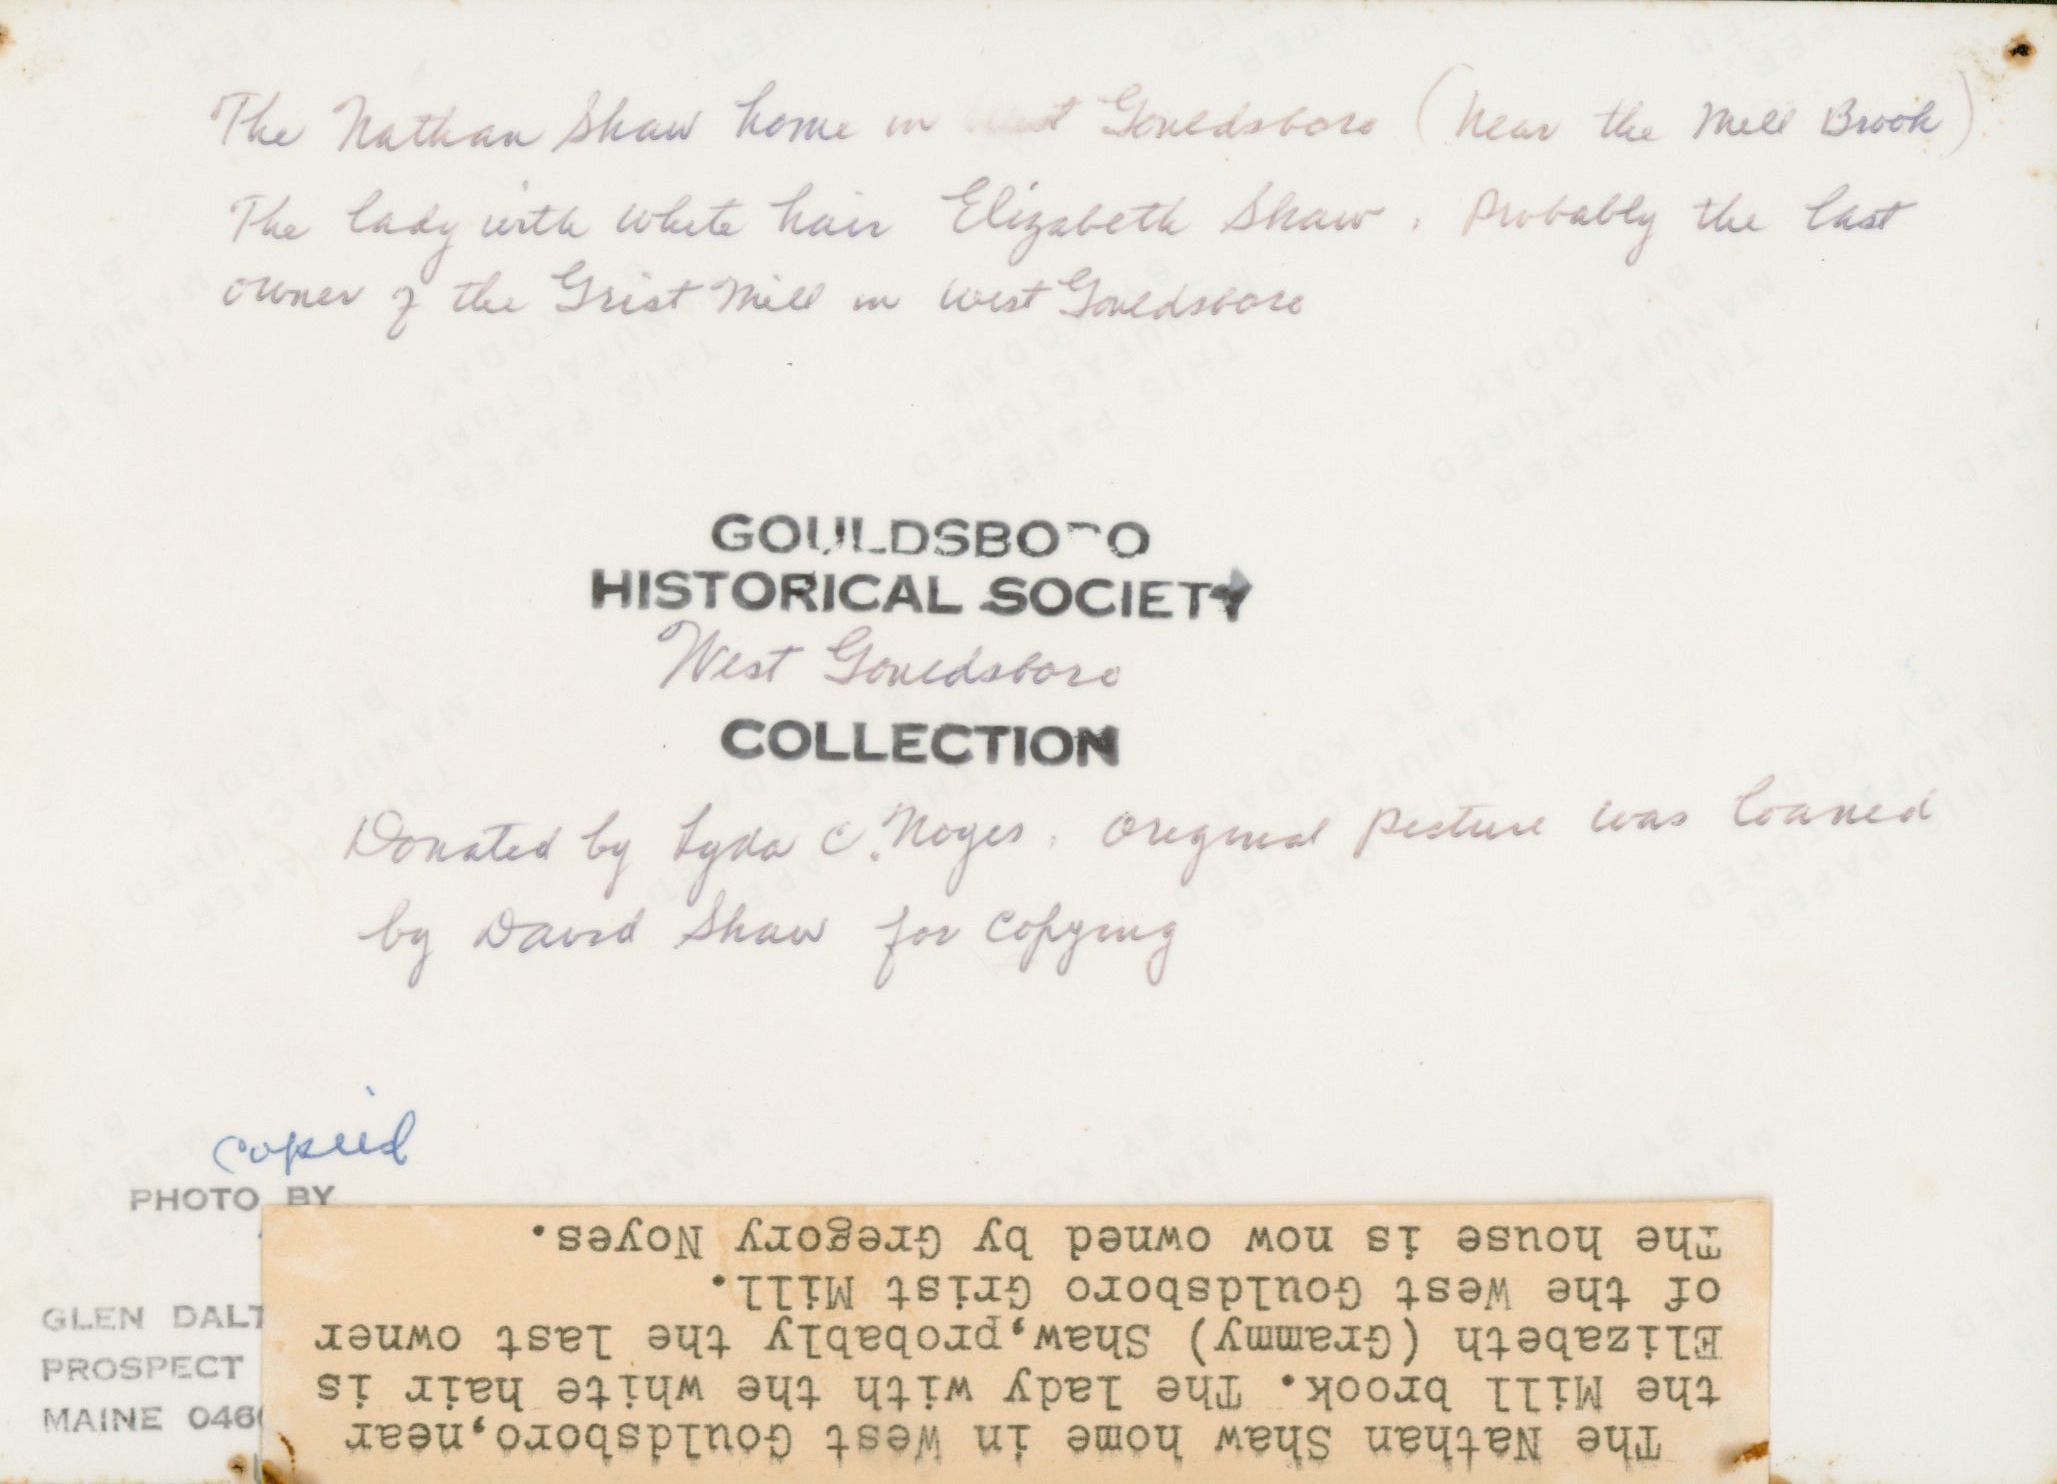 The Nathan Shaw home in West Gouldsboro (Near the Mill Brook)
The lady with white hair Elizabeth Shaw. Probably the last
owner of the Grist Mill in West Gouldsboro
GOULDSBORO
HISTORICAL SOCIETY
West Gouldsboro
COLLECTION
Donated by Lyda C. Noyes. Original Picture was loaned
by David Shaw for Copying
copied
PHOTO BY
GLEN DALT
PROSPECT
MAINE 046
The Nathan Shaw home in West Gouldsboro,near
the Mill brook. The lady with the white hair is
Elizabeth (Grammy) Shaw,probably the last owner
of the West Gouldsboro Grist Mill.
The house is now owned by Gregory Noyes.
THIS PAPER
MANUFACTURED
BY KODAK